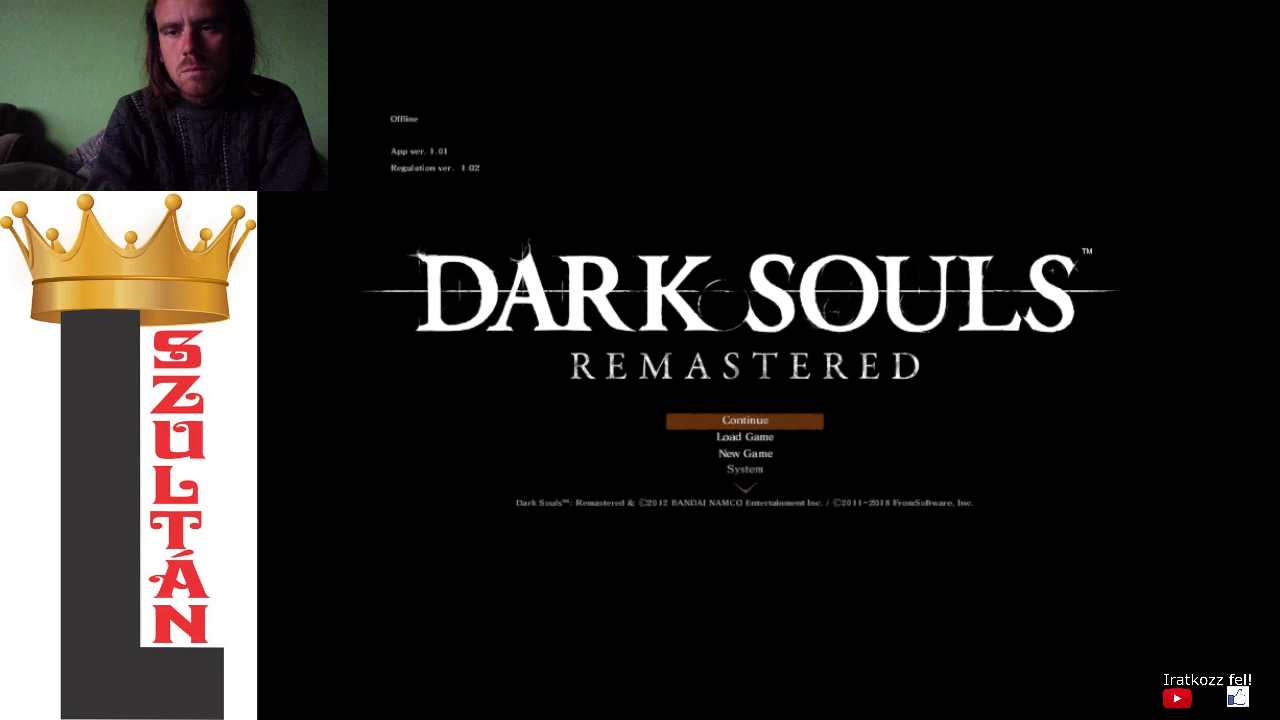 Offline
App ver. 1.01
Regulation ver. 1.02
DARK SOULS™
REMASTERED
Continue
Load Game
New Game
System
Dark Souls™: Remastered & ©2012 BANDAI NAMCO Entertainment Inc. / ©2011-2018 FromSoftware, Inc.
L
SZULTÁN
Iratkozz fel!